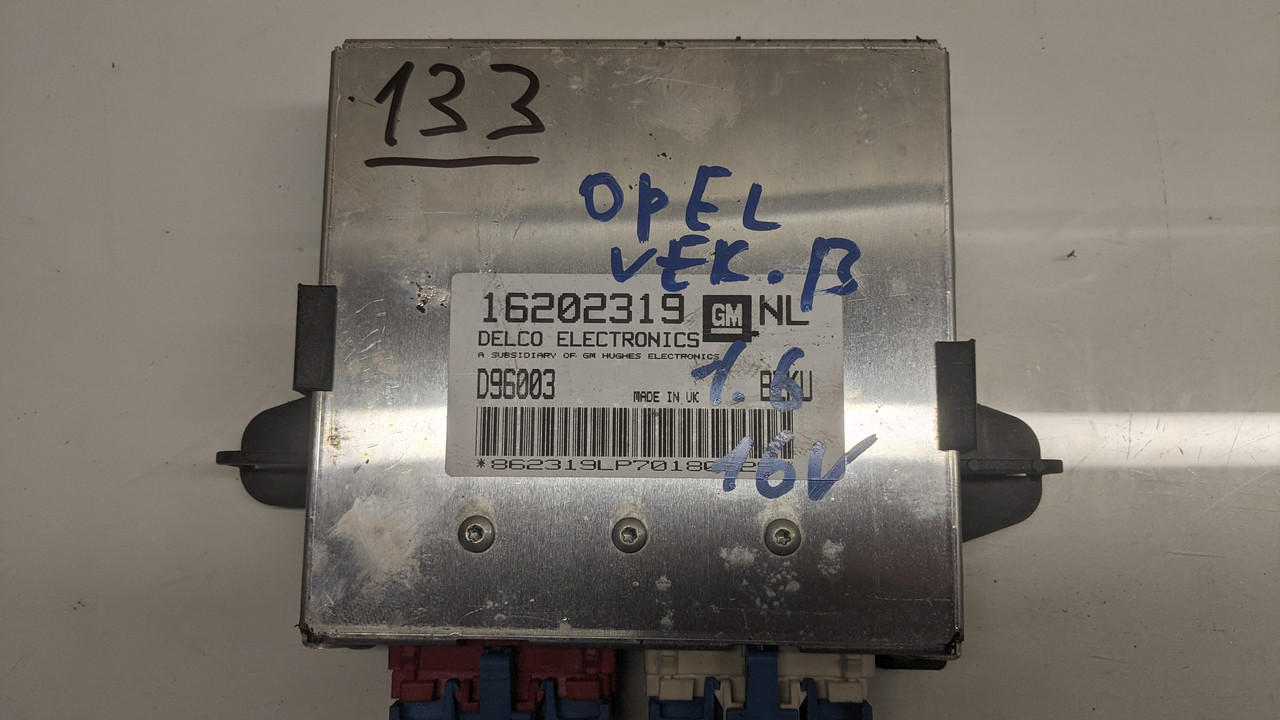 133
OPEL
VEK. B
16202319 GM NL
DELCO ELECTRONICS
A SUBSIDIARY OF GM HUGHES ELECTRONICS
1.6
D96003 MADE IN UK
16V